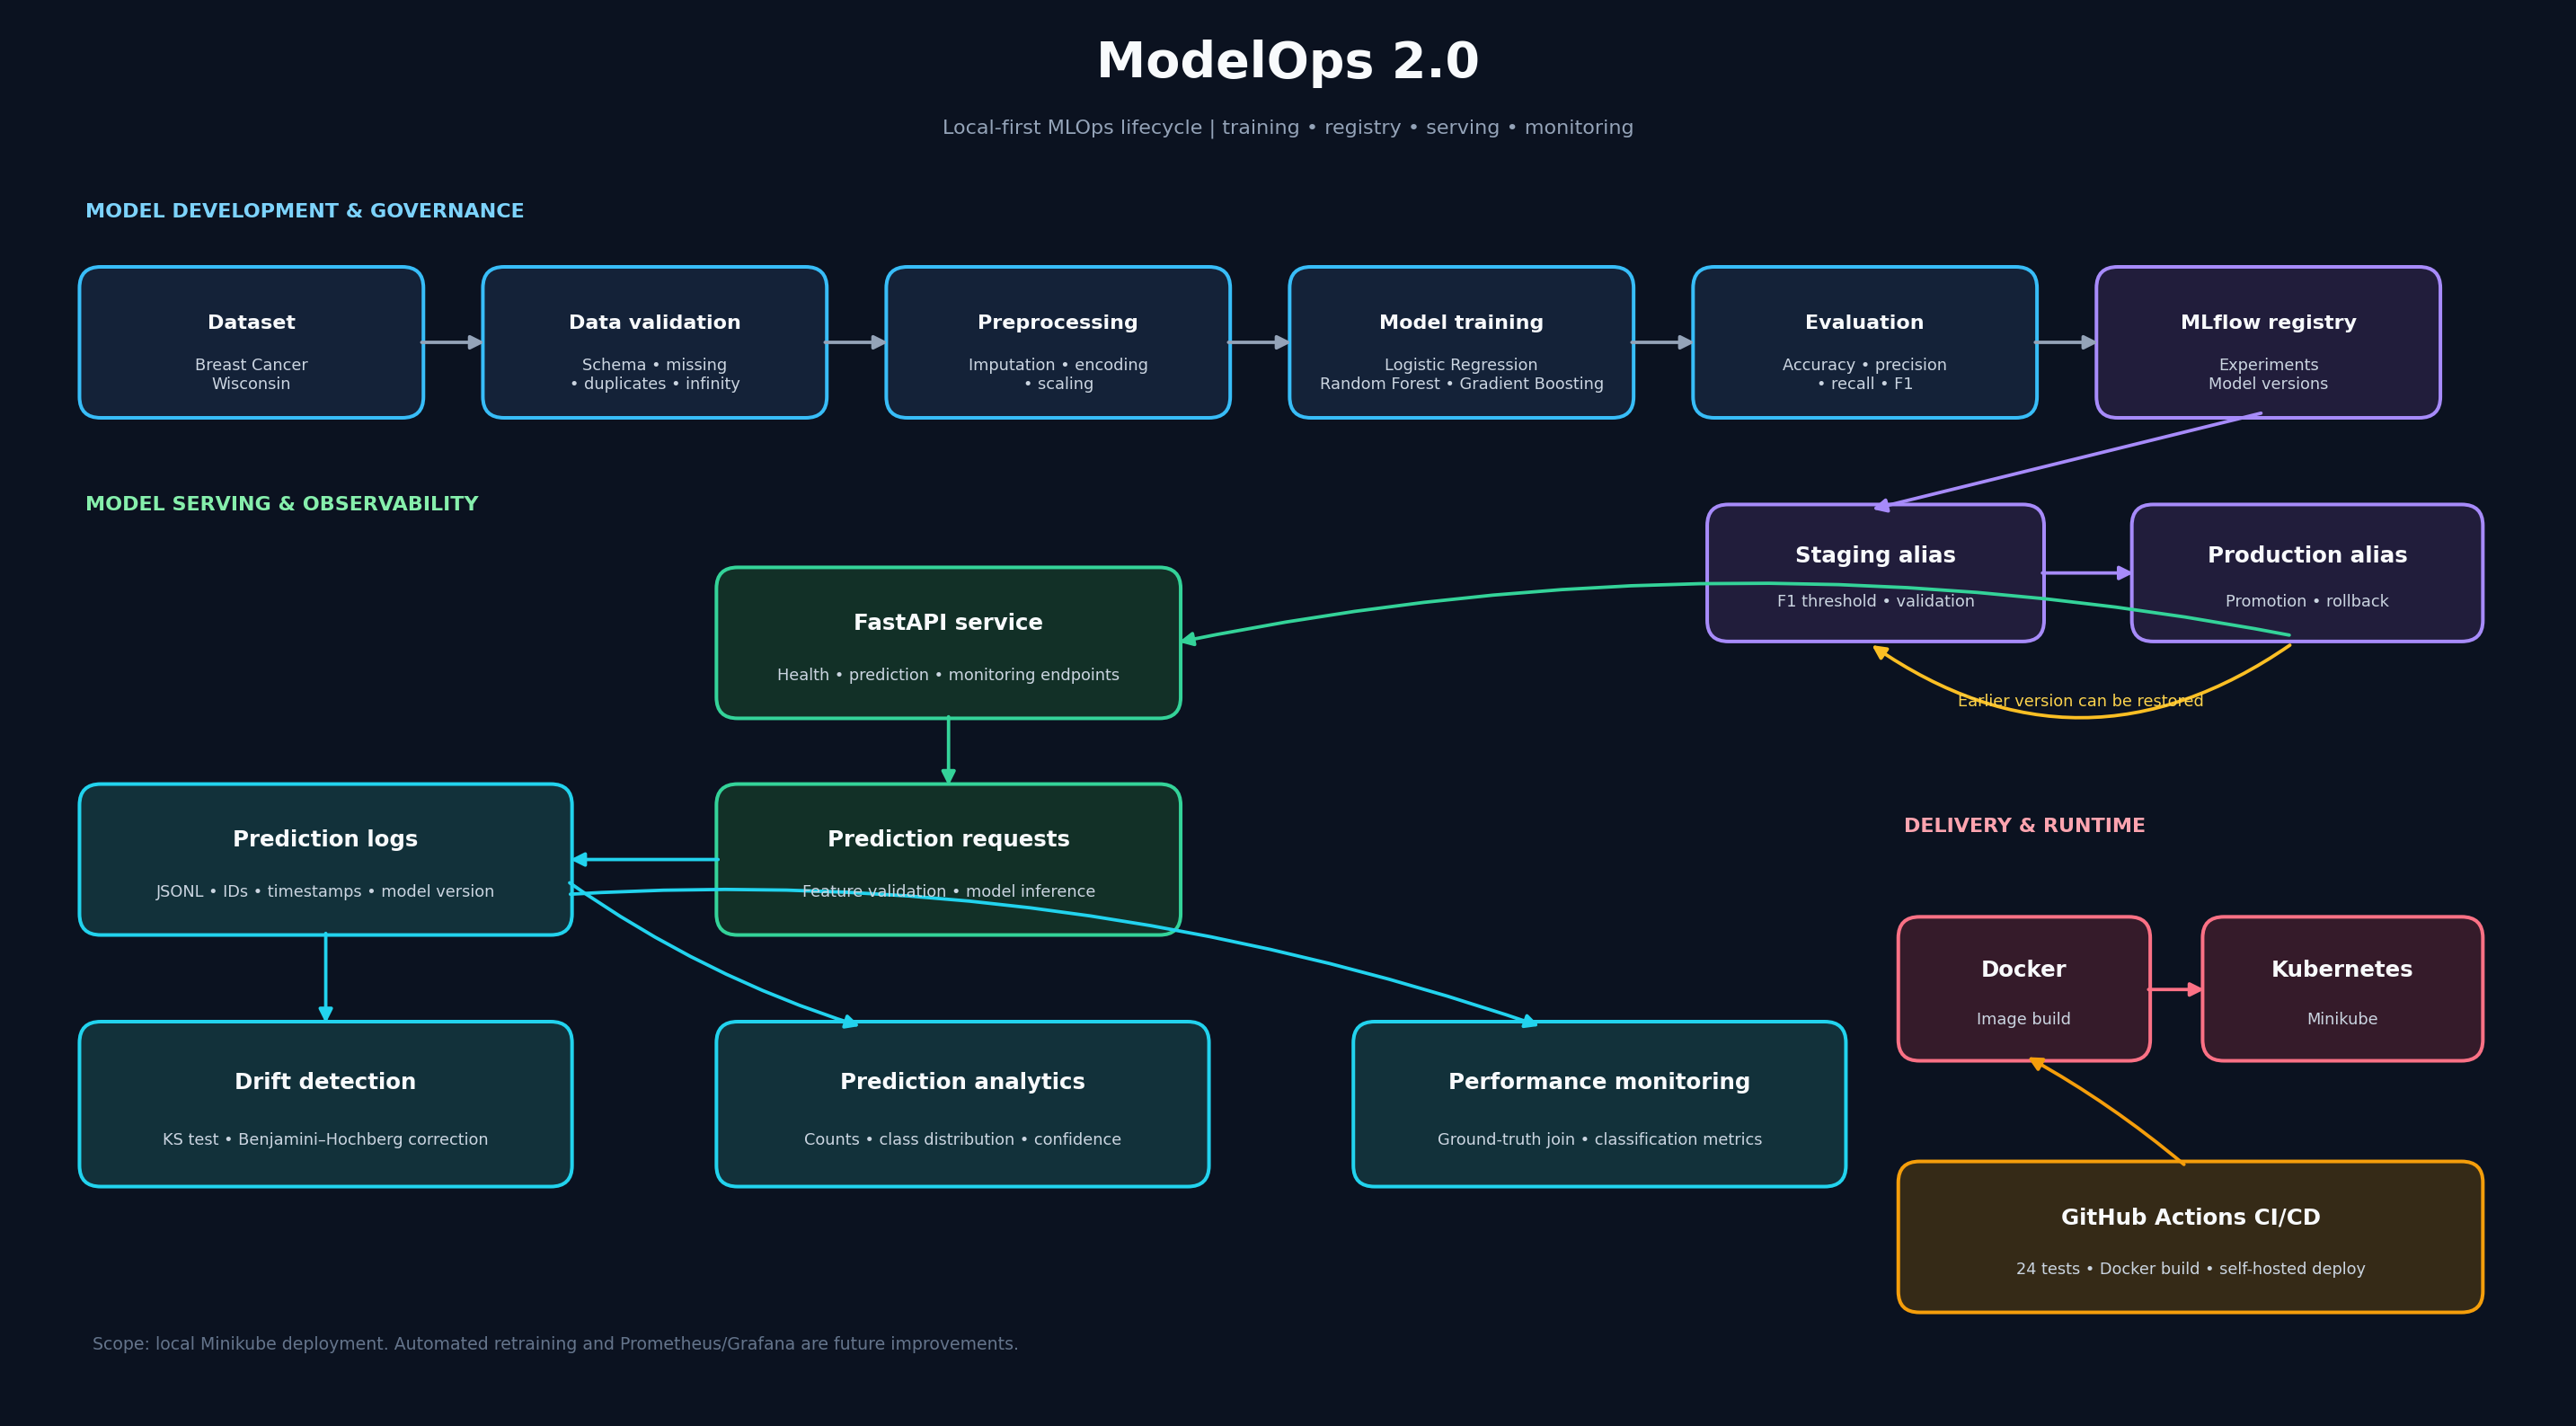 ModelOps 2.0
Local-first MLOps lifecycle | training • registry • serving • monitoring
MODEL DEVELOPMENT & GOVERNANCE
Dataset
Breast Cancer
Wisconsin
Data validation
Schema • missing
• duplicates • infinity
Preprocessing
Imputation • encoding
• scaling
Model training
Logistic Regression
Random Forest • Gradient Boosting
Evaluation
Accuracy • precision
• recall • F1
MLflow registry
Experiments
Model versions
MODEL SERVING & OBSERVABILITY
Staging alias
F1 threshold • validation
Production alias
Promotion • rollback
Earlier version can be restored
FastAPI service
Health • prediction • monitoring endpoints
Prediction logs
JSONL • IDs • timestamps • model version
Prediction requests
Feature validation • model inference
Drift detection
KS test • Benjamini–Hochberg correction
Prediction analytics
Counts • class distribution • confidence
Performance monitoring
Ground-truth join • classification metrics
DELIVERY & RUNTIME
Docker
Image build
Kubernetes
Minikube
GitHub Actions CI/CD
24 tests • Docker build • self-hosted deploy
Scope: local Minikube deployment. Automated retraining and Prometheus/Grafana are future improvements.